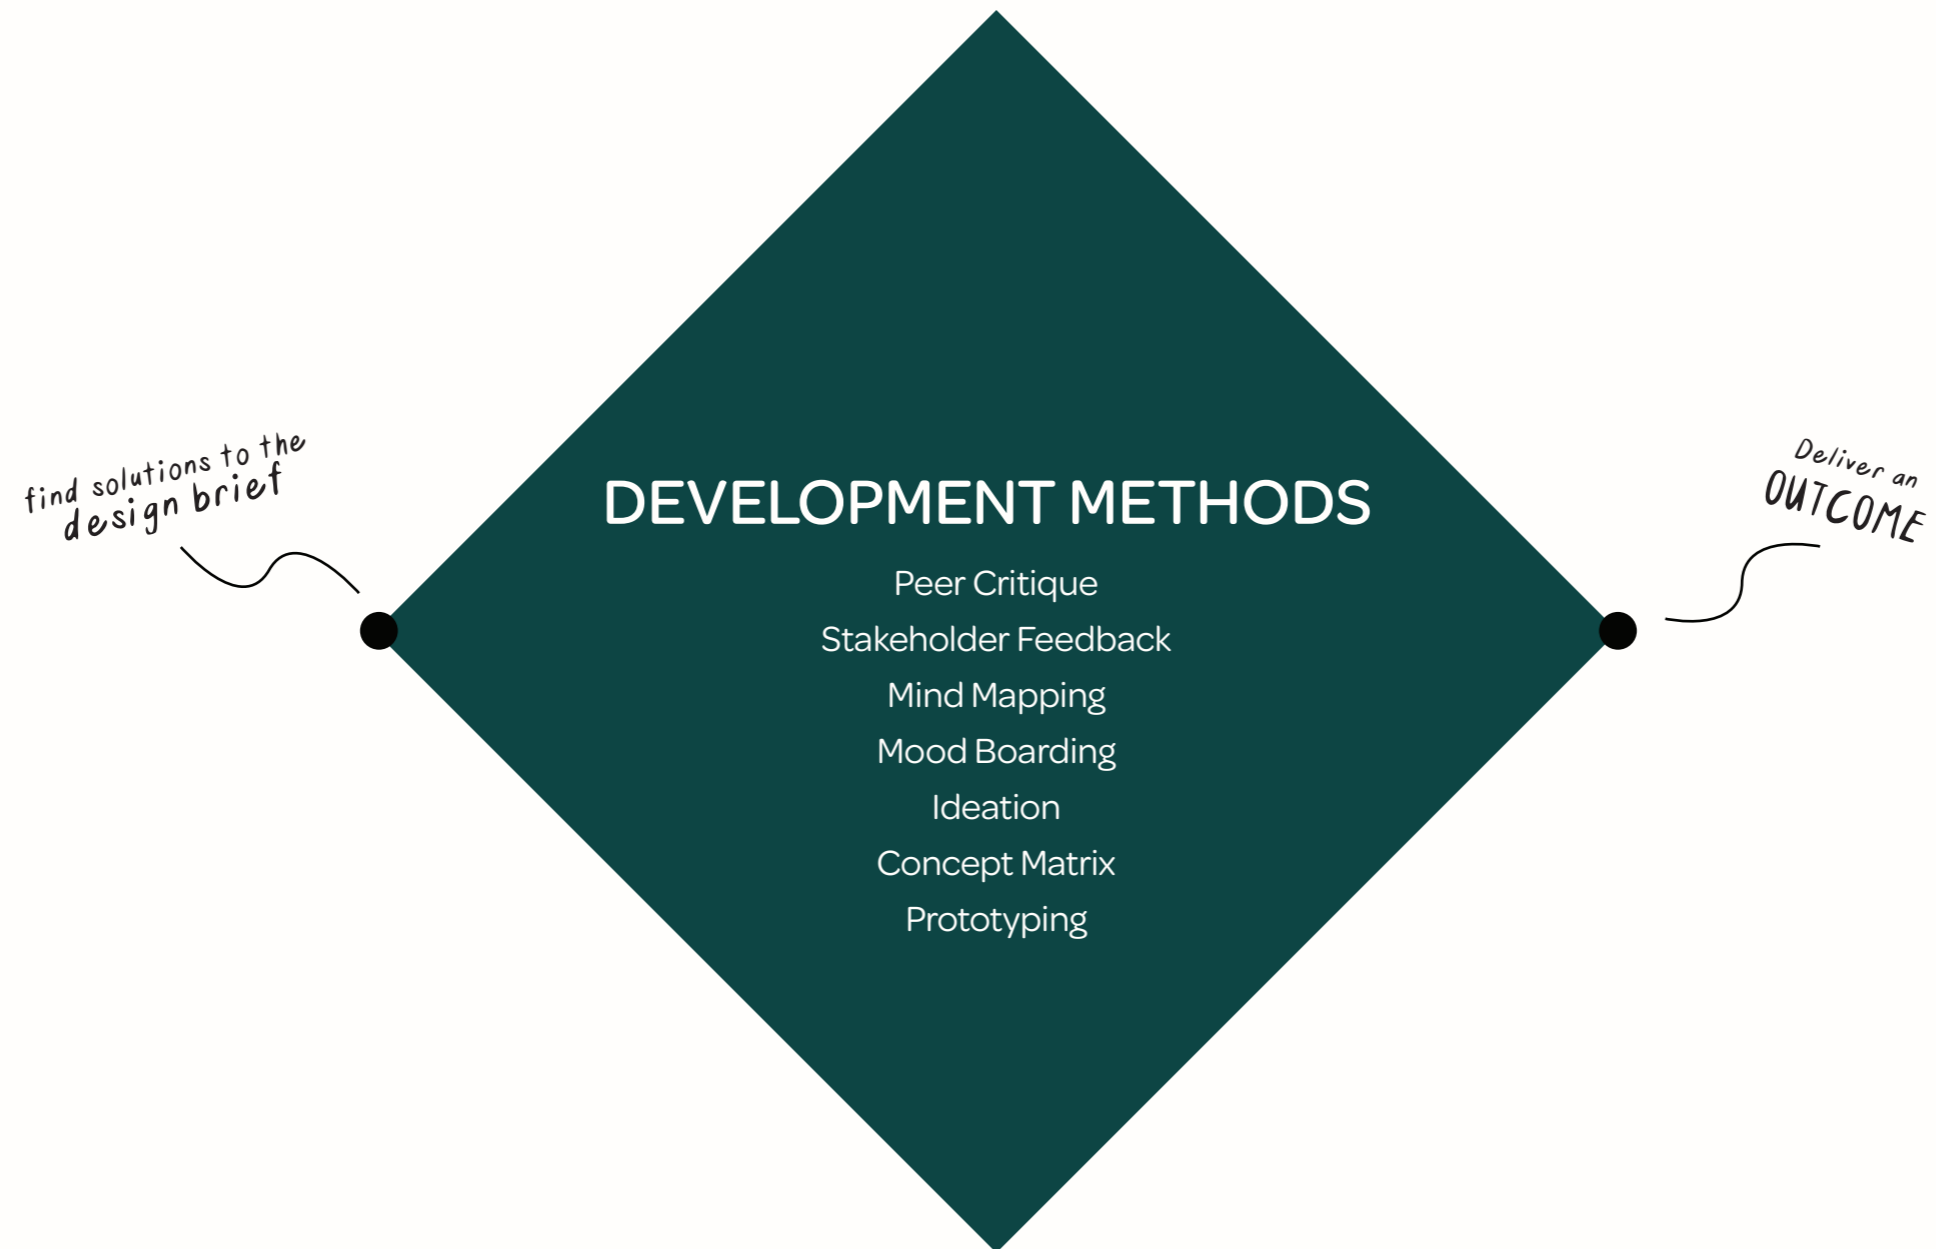 find solutions to the
design brief
DEVELOPMENT METHODS
Peer Critique
Stakeholder Feedback
Mind Mapping
Mood Boarding
Ideation
Concept Matrix
Prototyping
Deliver an
OUTCOME